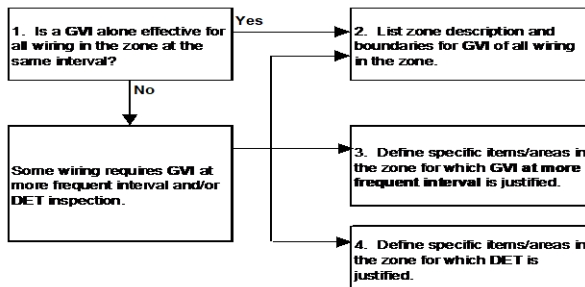 1. Is a GVI alone effective for
all wiring in the zone at the
same interval?
Yes
2. List zone description and
boundaries for GVI of all wiring
in the zone.
No
Some wiring requires GVI at
more frequent interval and/or
DET inspection.
3. Define specific items/areas in
the zone for which GVI at more
frequent interval is justified.
4. Define specific items/areas in
the zone for which DET is
justified.